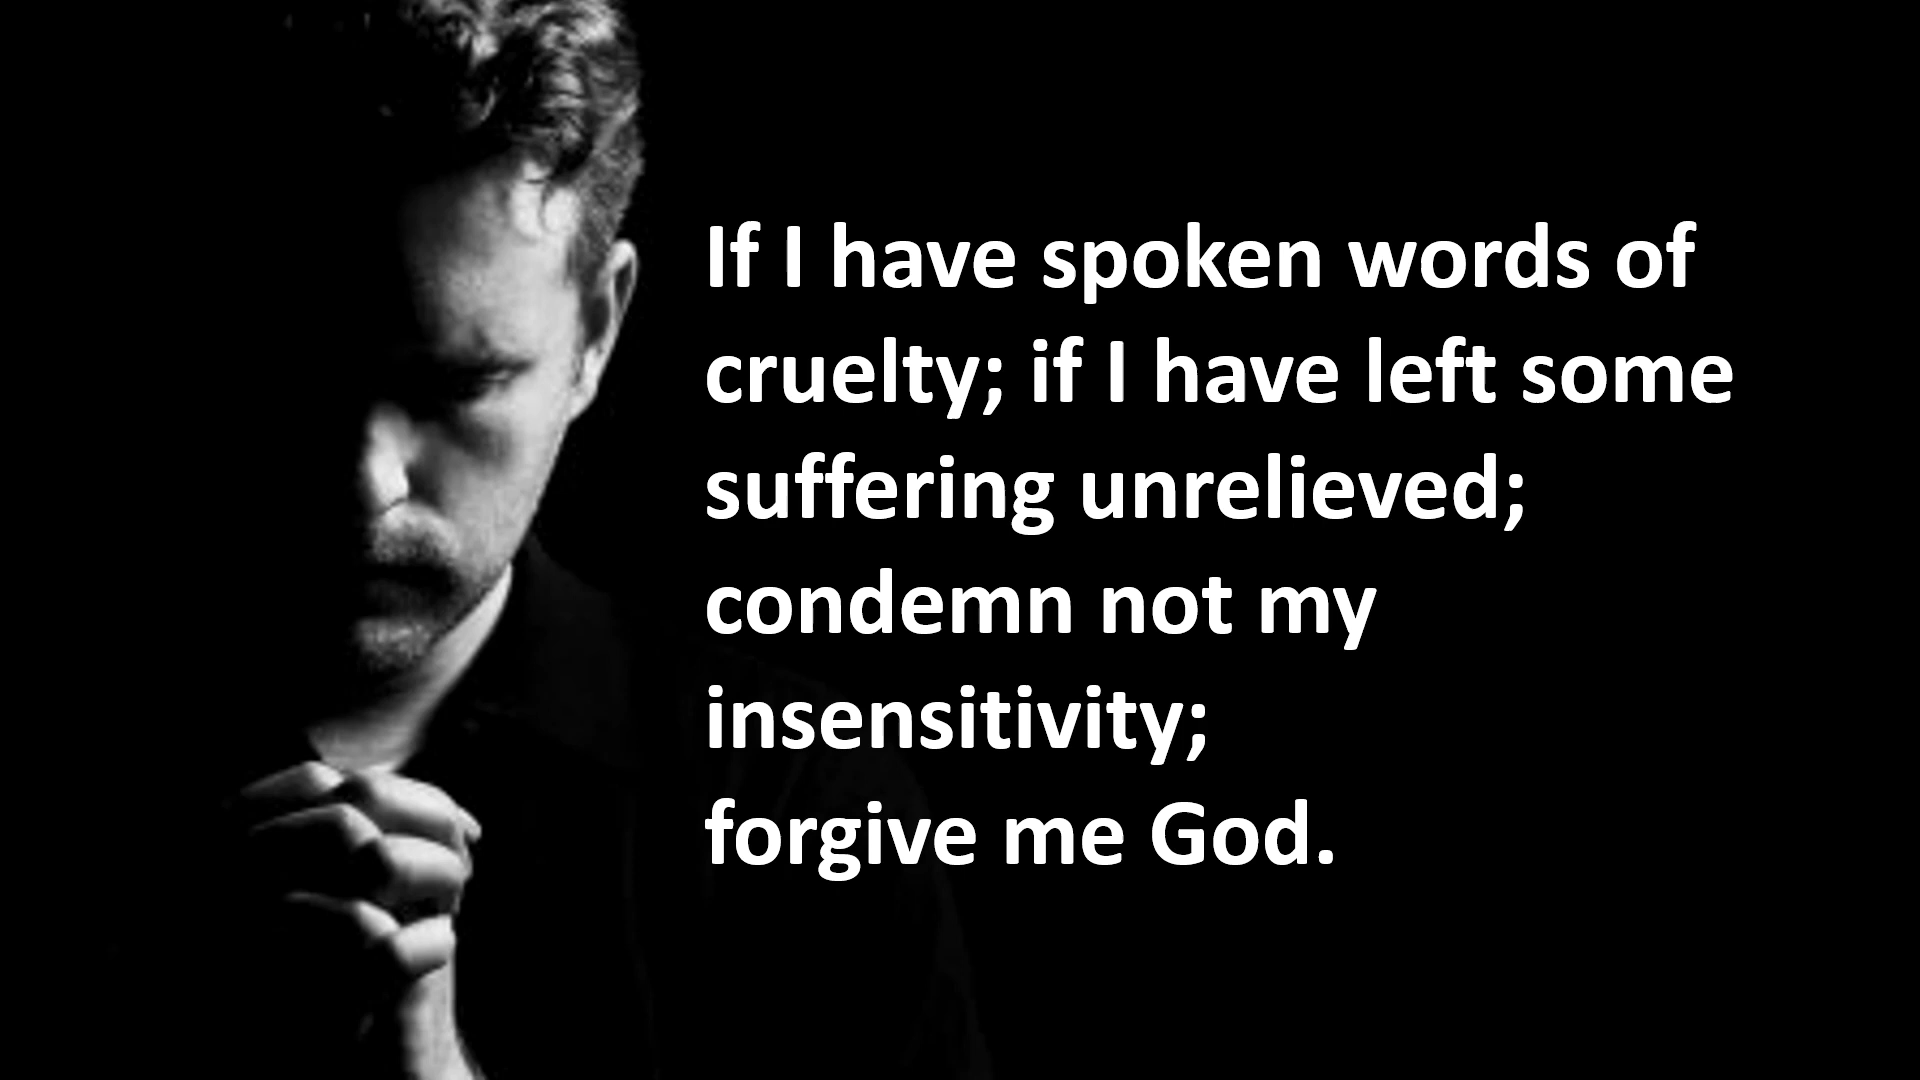 If I have spoken words of
cruelty; if I have left some
suffering unrelieved;
condemn not my
insensitivity;
forgive me God.